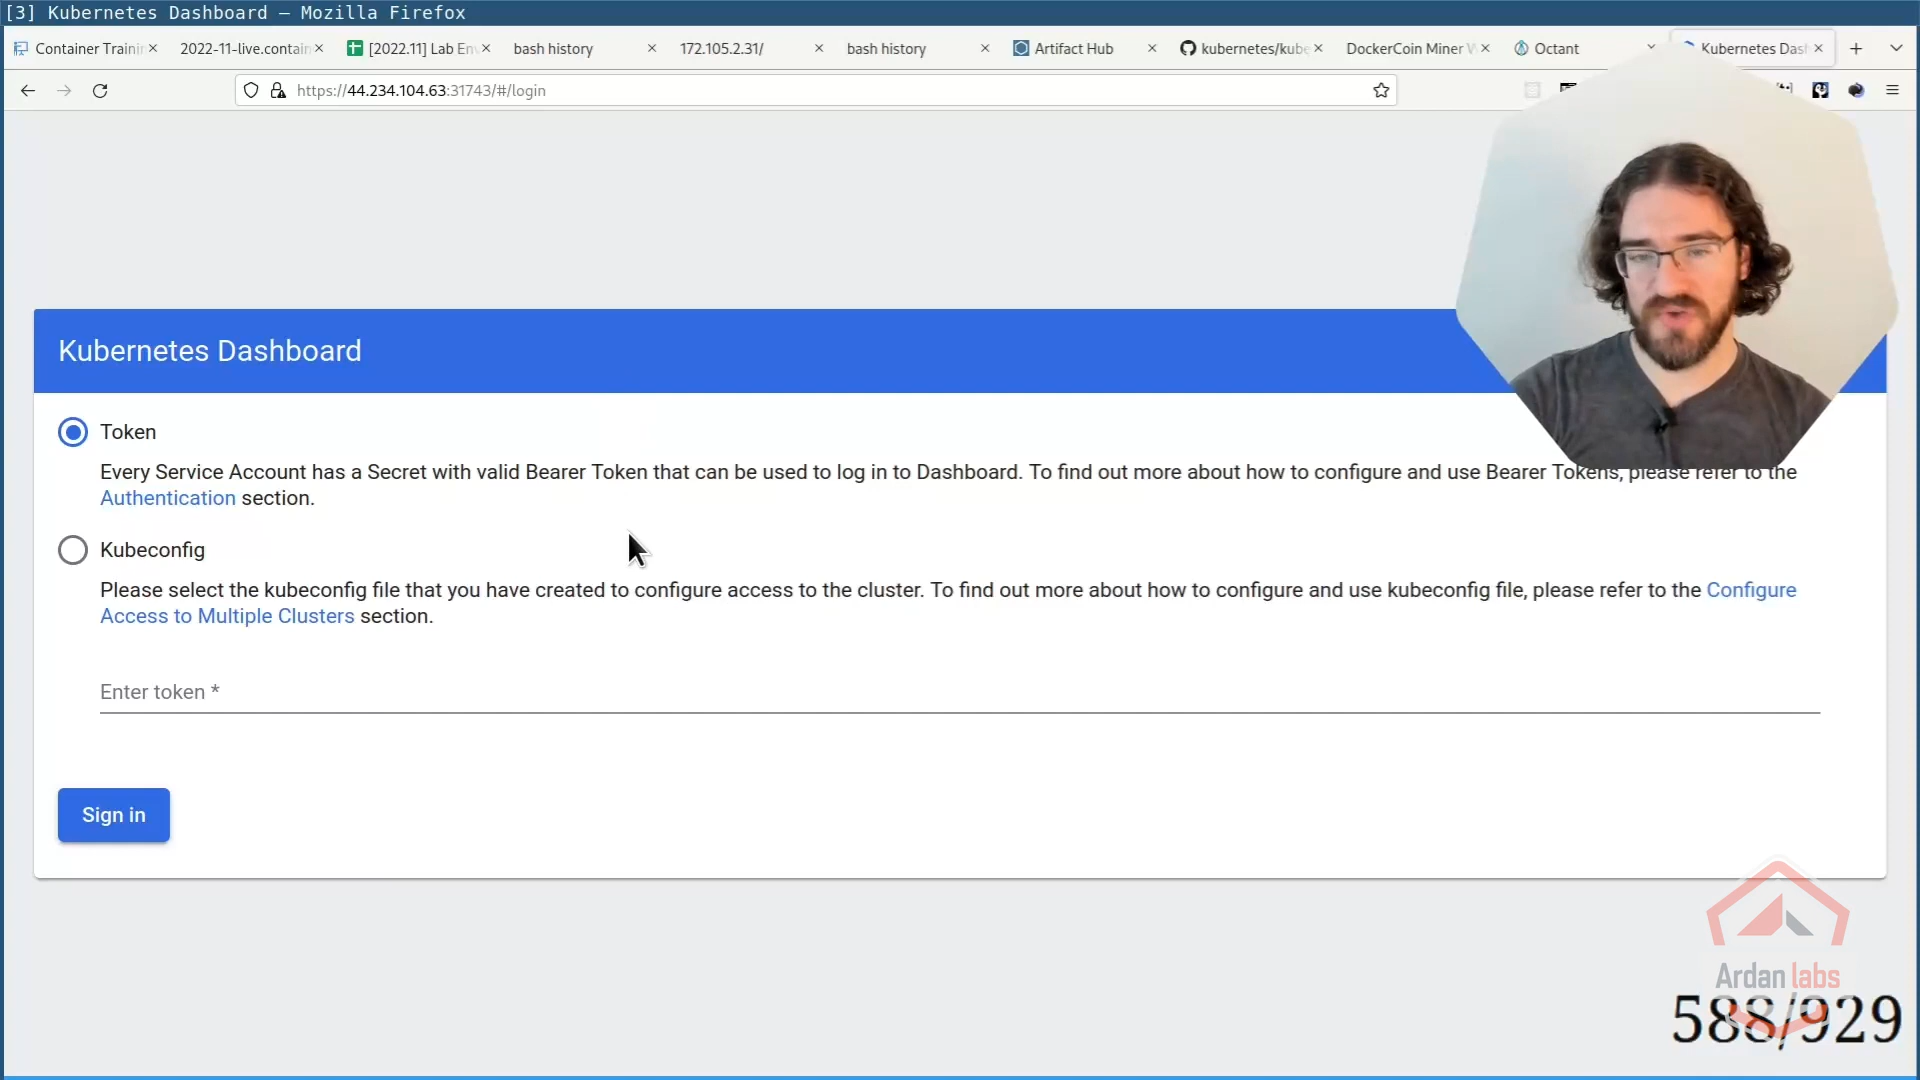 [3] Kubernetes Dashboard — Mozilla Firefox
Container Traini
2022-11-live.contain
[2022.11] Lab En
bash history
172.105.2.31/
bash history
Artifact Hub
kubernetes/kube
DockerCoin Miner W
Octant
Kubernetes Das
https://44.234.104.63:31743/#/login
Kubernetes Dashboard
Token
Every Service Account has a Secret with valid Bearer Token that can be used to log in to Dashboard. To find out more about how to configure and use Bearer Tokens, please refer to the
Authentication section.
Kubeconfig
Please select the kubeconfig file that you have created to configure access to the cluster. To find out more about how to configure and use kubeconfig file, please refer to the Configure
Access to Multiple Clusters section.
Enter token *
Sign in
Ardan labs
588/929